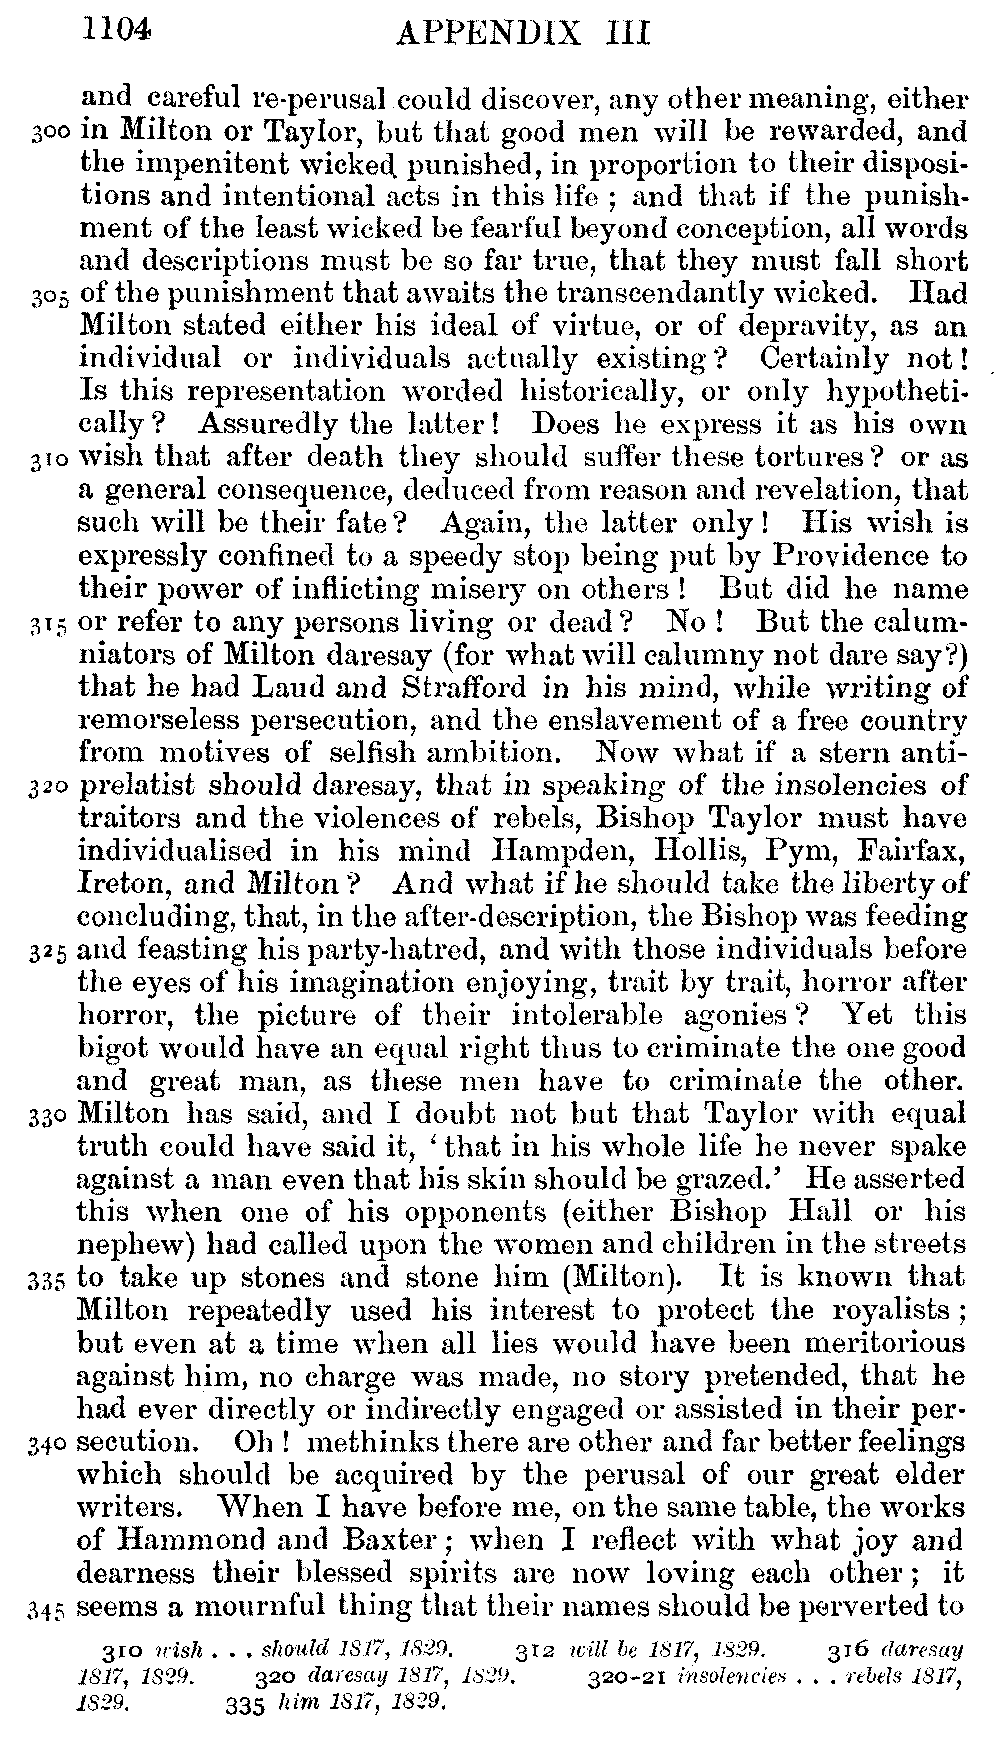 1104 APPENDIX III
and careful re-perusal could discover, any other meaning, either
300 in Milton or Taylor, but that good men will be rewarded, and
the impenitent wicked punished, in proportion to their disposi-
tions and intentional acts in this life ; and that if the punish-
ment of the least wicked be fearful beyond conception, all words
and descriptions must be so far true, that they must fall short
305 of the punishment that awaits the transcendantly wicked. Had
Milton stated either his ideal of virtue, or of depravity, as an
individual or individuals actually existing ? Certainly not !
Is this representation worded historically, or only hypotheti-
cally ? Assuredly the latter ! Does he express it as his own
310 wish that after death they should suffer these tortures ? or as
a general consequence, deduced from reason and revelation, that
such will be their fate ? Again, the latter only ! His wish is
expressly confined to a speedy stop being put by Providence to
their power of inflicting misery on others ! But did he name
315 or refer to any persons living or dead ? No ! But the calum-
niators of Milton daresay (for what will calumny not dare say?)
that he had Laud and Strafford in his mind, while writing of
remorseless persecution, and the enslavement of a free country
from motives of selfish ambition. Now what if a stern anti-
320 prelatist should daresay, that in speaking of the insolencies of
traitors and the violences of rebels, Bishop Taylor must have
individualised in his mind Hampden, Hollis, Pym, Fairfax,
Ireton, and Milton ? And what if he should take the liberty of
concluding, that, in the after-description, the Bishop was feeding
325 and feasting his party-hatred, and with those individuals before
the eyes of his imagination enjoying, trait by trait, horror after
horror, the picture of their intolerable agonies ? Yet this
bigot would have an equal right thus to criminate the one good
and great man, as these men have to criminate the other.
330 Milton has said, and I doubt not but that Taylor with equal
truth could have said it, ‘ that in his whole life he never spake
against a man even that his skin should be grazed.’ He asserted
this when one of his opponents (either Bishop Hall or his
nephew) had called upon the women and children in the streets
335 to take up stones and stone him (Milton). It is known that
Milton repeatedly used his interest to protect the royalists ;
but even at a time when all lies would have been meritorious
against him, no charge was made, no story pretended, that he
had ever directly or indirectly engaged or assisted in their per-
340 secution. Oh ! methinks there are other and far better feelings
which should be acquired by the perusal of our great elder
writers. When I have before me, on the same table, the works
of Hammond and Baxter ; when I reflect with what joy and
dearness their blessed spirits are now loving each other ; it
345 seems a mournful thing that their names should be perverted to
310 wish . . . should 1817, 1829. 312 will be 1817, 1829. 316 daresay
1817, 1829. 320 daresay 1817, 1829. 320-21 insolencies . . . rebels 1817,
1829. 335 him 1817, 1829.